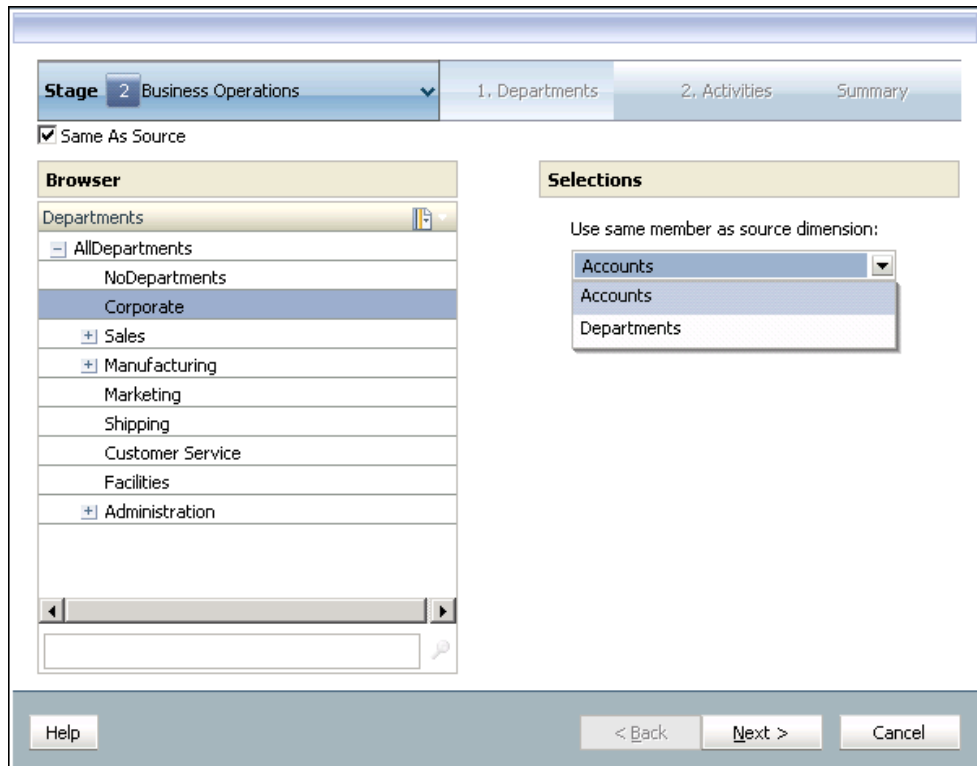 Stage 2 Business Operations 1. Departments 2. Activities Summary
Same As Source
Browser Selections
Departments
Use same member as source dimension:
AllDepartments
Accounts
NoDepartments
Accounts
Corporate
Departments
Sales
Manufacturing
Marketing
Shipping
Customer Service
Facilities
Administration
Help < Back Next > Cancel